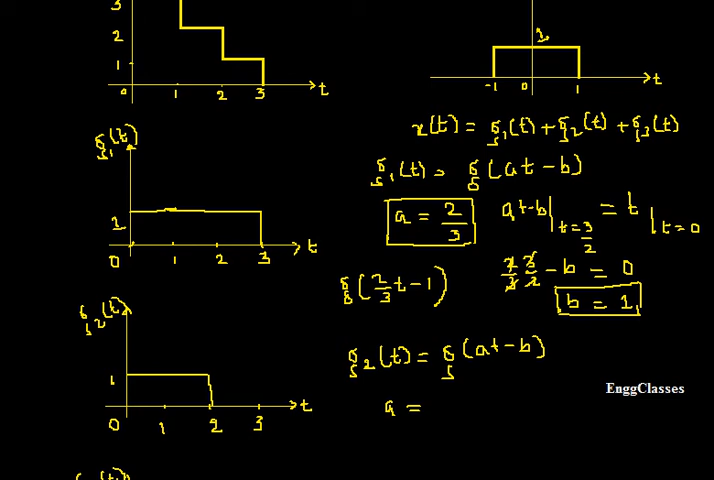 3
2
1
0 1 2 3 t
1
-1 0 1 t
x(t) = g₁(t) + g₂(t) + g₃(t)
g₁(t)
1
0 1 2 3 t
g₁(t) = g(at - b)
a = 2/3
at-b|t=3/2 = t|t=0
2/3 3/2 - b = 0
b = 1
g(2/3 t - 1)
g₂(t)
1
0 1 2 3 t
g₂(t) = g(at - b)
a =
EnggClasses